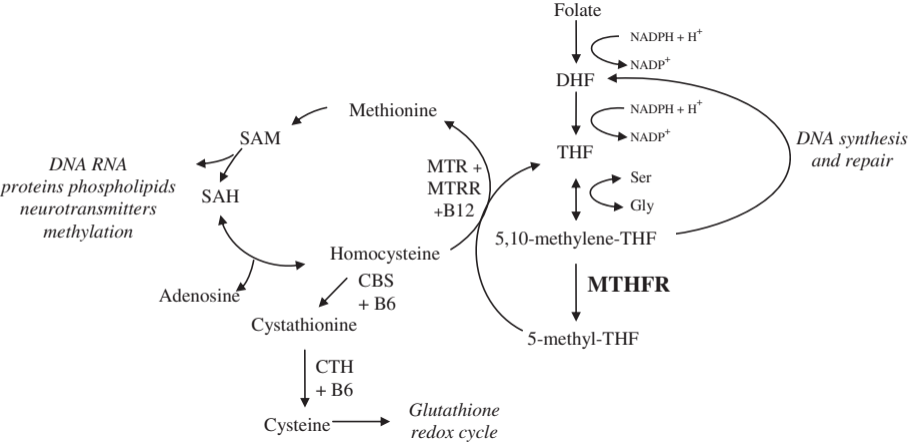 Folate
NADPH + H⁺
NADP⁺
DHF
NADPH + H⁺
NADP⁺
THF
DNA synthesis
and repair
Ser
Gly
5,10-methylene-THF
MTHFR
5-methyl-THF
Methionine
SAM
DNA RNA
proteins phospholipids
neurotransmitters
methylation
SAH
MTR +
MTRR
+B12
Homocysteine
Adenosine
CBS
+ B6
Cystathionine
CTH
+ B6
Cysteine
Glutathione
redox cycle